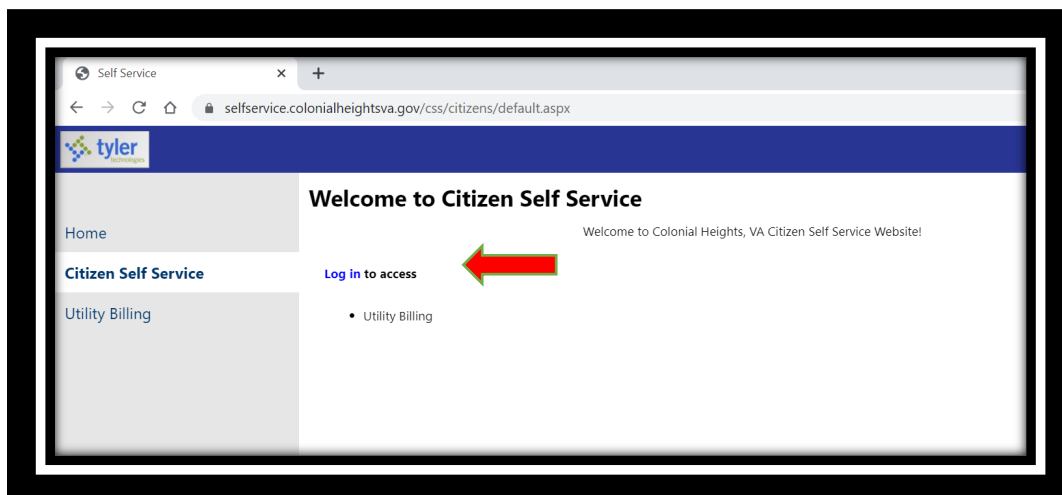 Self Service
selfservice.colonialheightsva.gov/css/citizens/default.aspx
tyler
technologies
Welcome to Citizen Self Service
Welcome to Colonial Heights, VA Citizen Self Service Website!
Home
Citizen Self Service
Log in to access
Utility Billing
• Utility Billing